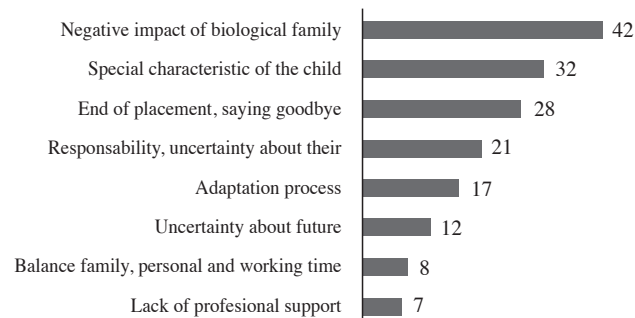 Negative impact of biological family 42
Special characteristic of the child 32
End of placement, saying goodbye 28
Responsability, uncertainty about their 21
Adaptation process 17
Uncertainty about future 12
Balance family, personal and working time 8
Lack of profesional support 7